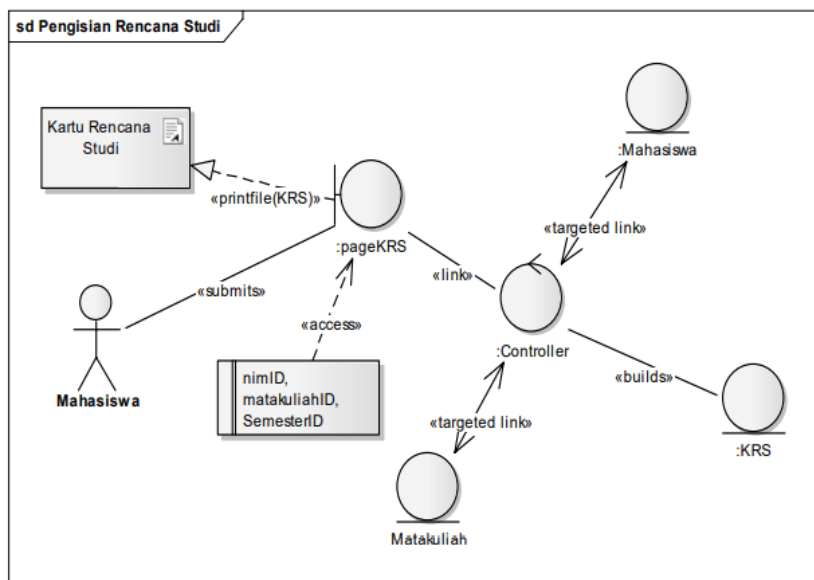 sd Pengisian Rencana Studi
Kartu Rencana
Studi
:Mahasiswa
«printfile(KRS)»
«targeted link»
:pageKRS
«link»
«submits»
«access»
:Controller
nimID,
matakuliahID,
SemesterID
Mahasiswa
«builds»
«targeted link»
:KRS
Matakuliah